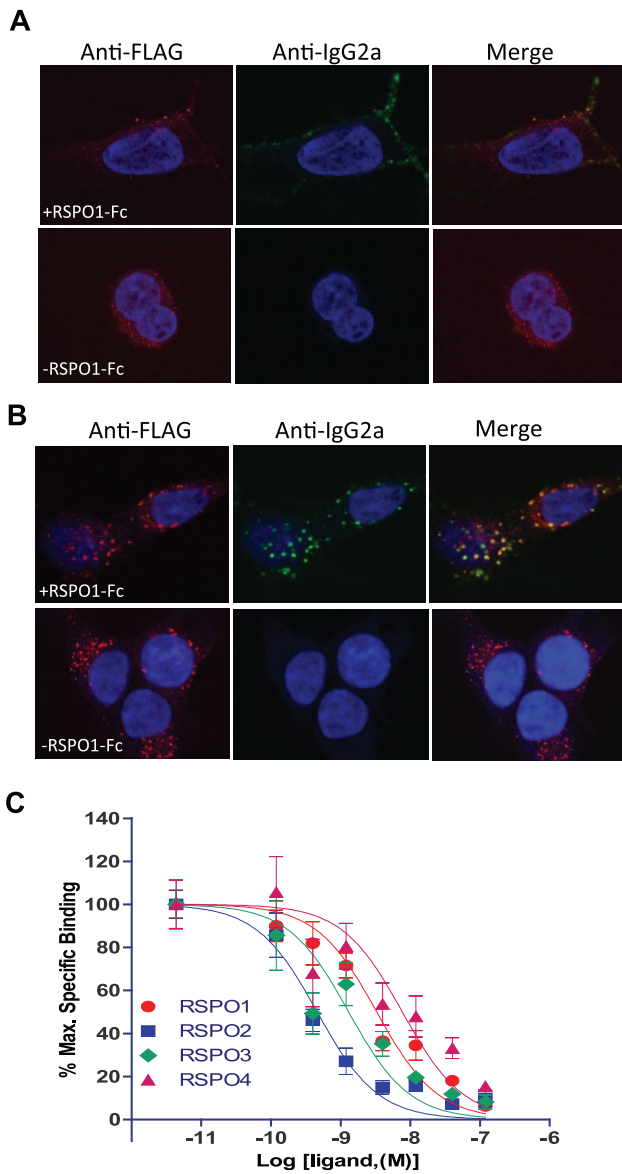 A
Anti-FLAG Anti-IgG2a Merge
+RSPO1-Fc
-RSPO1-Fc
B
Anti-FLAG Anti-IgG2a Merge
+RSPO1-Fc
-RSPO1-Fc
C
% Max. Specific Binding
140
120
100
80
60
40
20
0
RSPO1
RSPO2
RSPO3
RSPO4
-11 -10 -9 -8 -7 -6
Log [ligand,(M)]